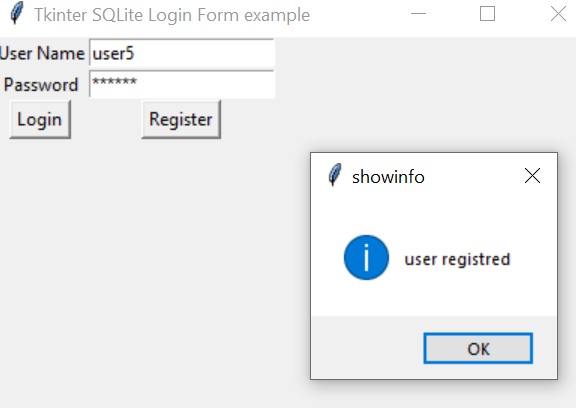 Tkinter SQLite Login Form example
User Name user5
Password ******
Login Register
showinfo
user registred
OK